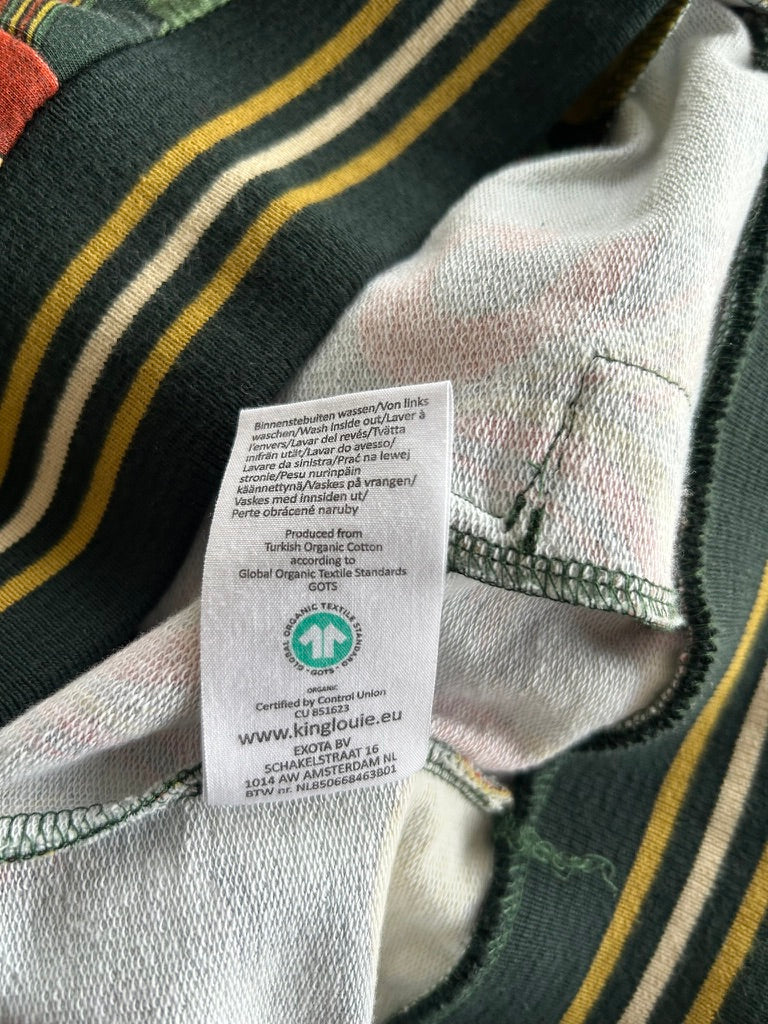 Binnenstebuiten wassen/Von links
waschen/Wash inside out/Laver à
l'envers/Lavar del revés/Tvätta
inifrån utåt/Lavar do avesso/
Lavare da sinistra/Prać na lewej
stronie/Pesu nurinpäin
käännettynä/Vaskes på vrangen/
Vaskes med innsiden ut/
Perte obrácené naruby
Produced from
Turkish Organic Cotton
according to
Global Organic Textile Standards
GOTS
GLOBAL ORGANIC TEXTILE STANDARD
· GOTS ·
ORGANIC
Certified by Control Union
CU 851623
www.kinglouie.eu
EXOTA BV
SCHAKELSTRAAT 16
1014 AW AMSTERDAM NL
BTW nr. NL850668463B01